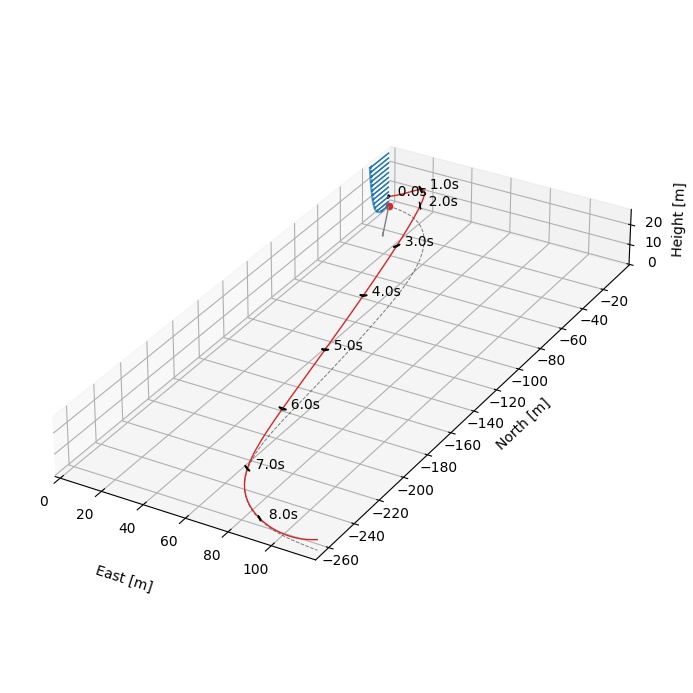 0.0s
1.0s
2.0s
3.0s
4.0s
5.0s
6.0s
7.0s
8.0s
20
10
0
Height [m]
−20
−40
−60
−80
−100
−120
−140
−160
−180
−200
−220
−240
−260
North [m]
0
20
40
60
80
100
East [m]